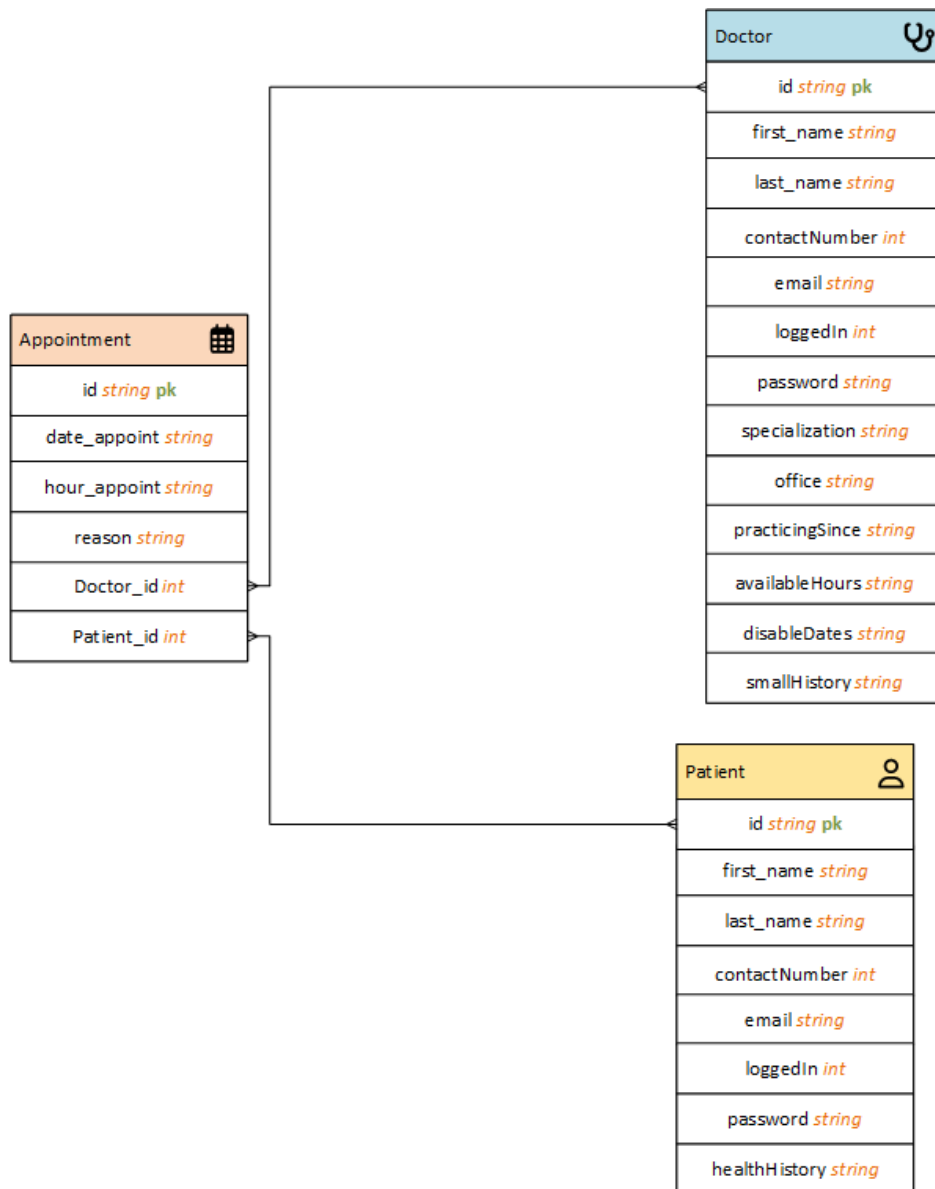 Doctor
id string pk
first_name string
last_name string
contactNumber int
email string
loggedIn int
password string
specialization string
office string
practicingSince string
availableHours string
disableDates string
smallHistory string
Appointment
id string pk
date_appoint string
hour_appoint string
reason string
Doctor_id int
Patient_id int
Patient
id string pk
first_name string
last_name string
contactNumber int
email string
loggedIn int
password string
healthHistory string